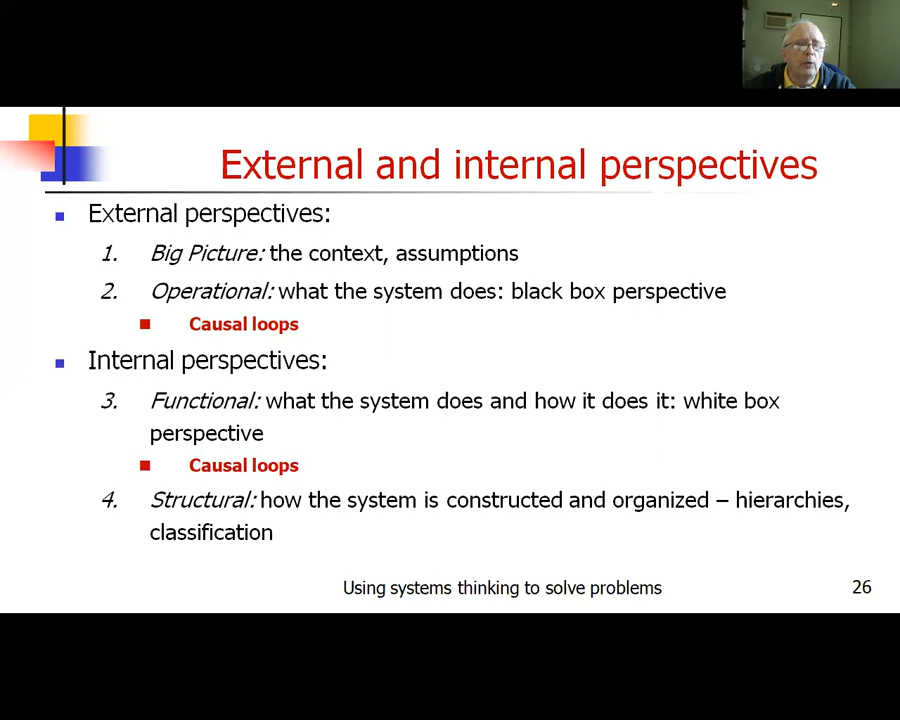 External and internal perspectives
External perspectives:
1. Big Picture: the context, assumptions
2. Operational: what the system does: black box perspective
Causal loops
Internal perspectives:
3. Functional: what the system does and how it does it: white box
perspective
Causal loops
4. Structural: how the system is constructed and organized – hierarchies,
classification
Using systems thinking to solve problems
26